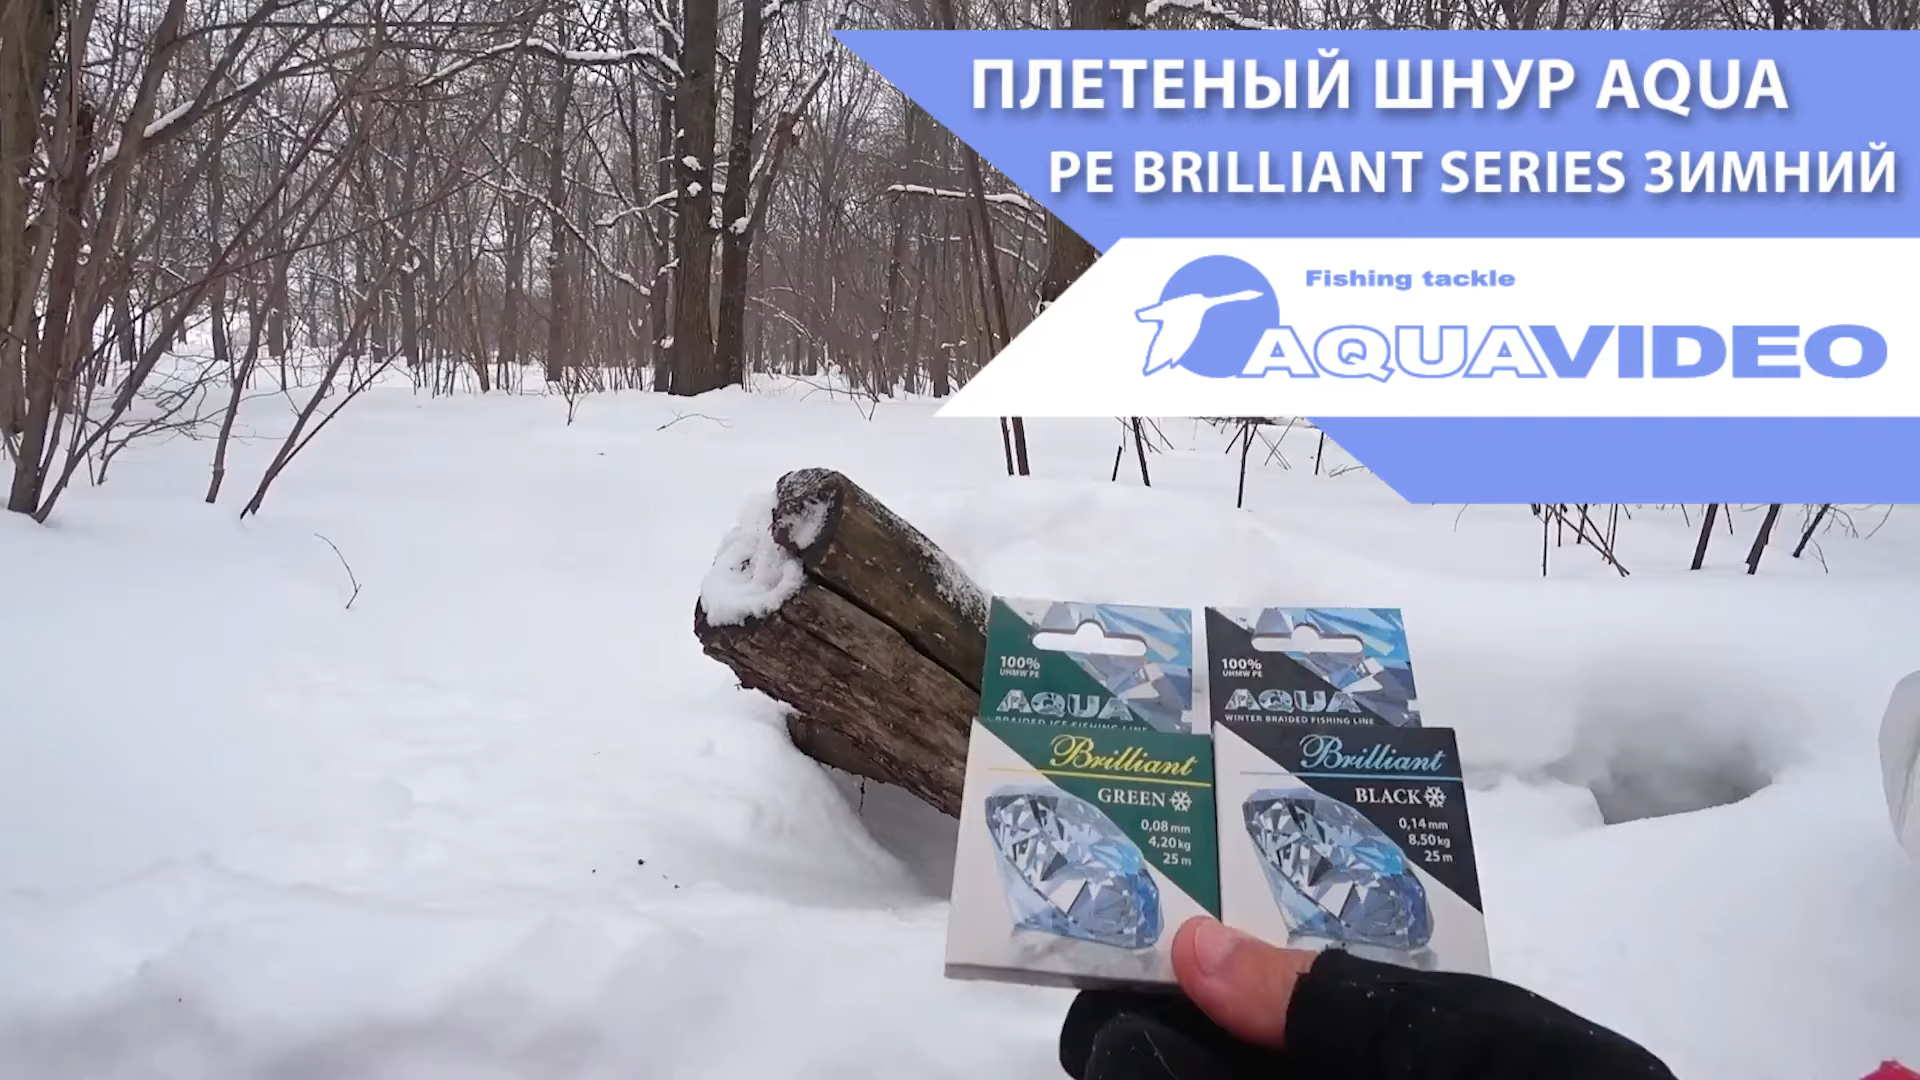 ПЛЕТЕНЫЙ ШНУР AQUA
PE BRILLIANT SERIES ЗИМНИЙ
Fishing tackle
AQUAVIDEO
100%
UHMW PE
AQUA
BRAIDED ICE FISHING LINE
Brilliant
GREEN
0,08 mm
4,20 kg
25 m
100%
UHMW PE
AQUA
WINTER BRAIDED FISHING LINE
Brilliant
BLACK
0,14 mm
8,50 kg
25 m